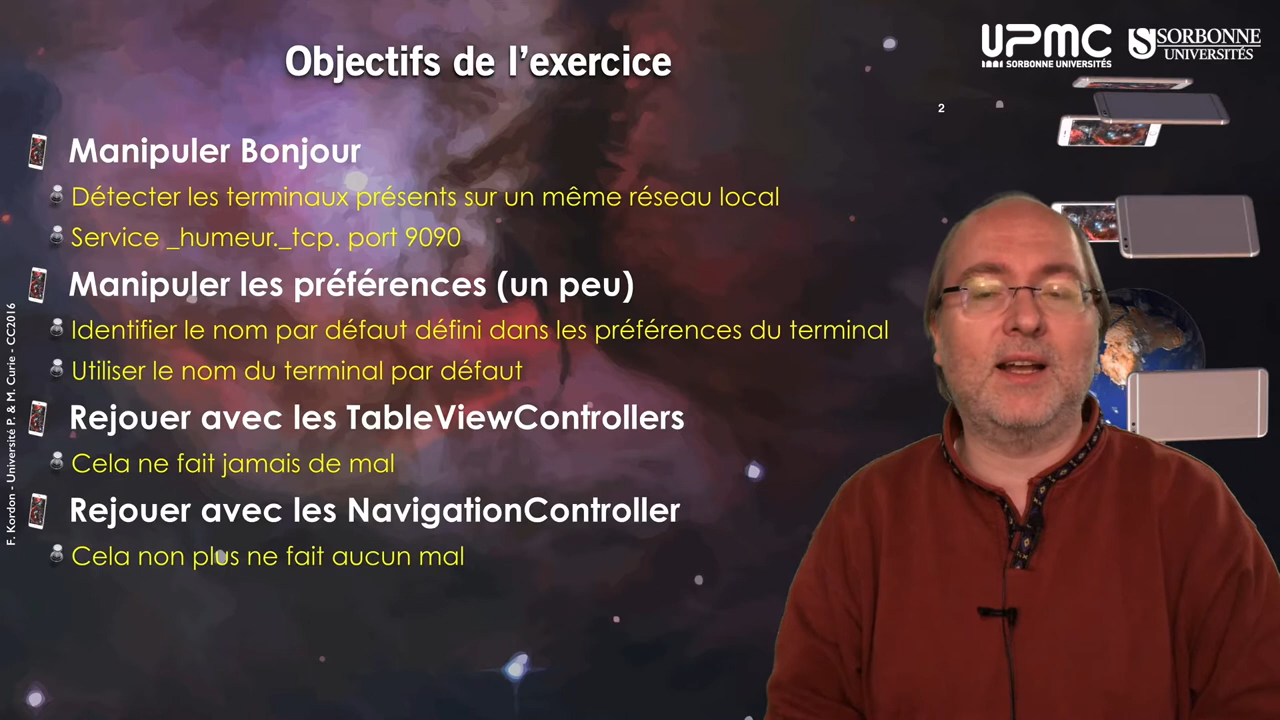 Objectifs de l'exercice
UPMC
SORBONNE UNIVERSITÉS
SORBONNE
UNIVERSITÉS
2
Manipuler Bonjour
Détecter les terminaux présents sur un même réseau local
Service _humeur._tcp. port 9090
Manipuler les préférences (un peu)
Identifier le nom par défaut défini dans les préférences du terminal
Utiliser le nom du terminal par défaut
Rejouer avec les TableViewControllers
Cela ne fait jamais de mal
Rejouer avec les NavigationController
Cela non plus ne fait aucun mal
F. Kordon - Université P. & M. Curie - CC2016